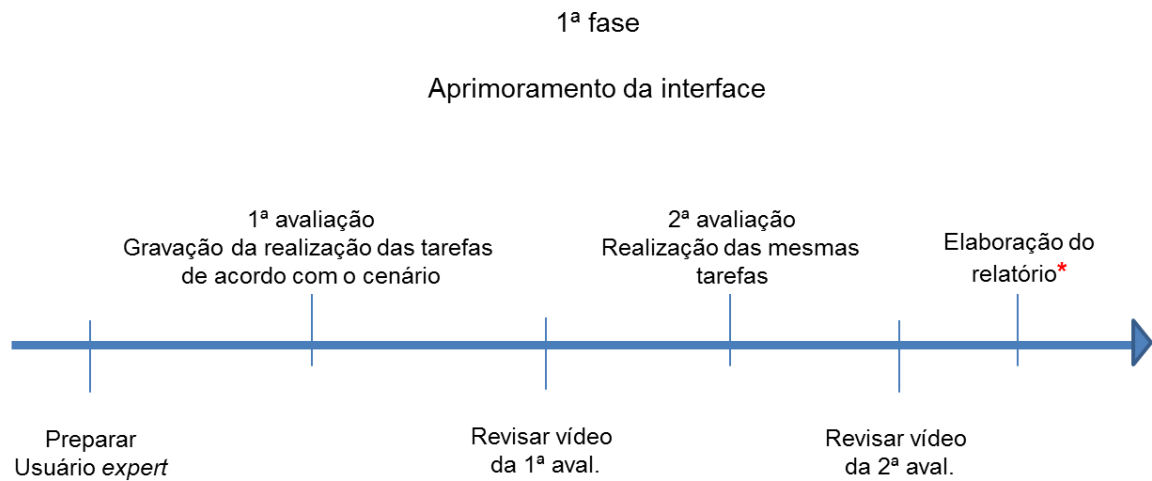 1ª fase
Aprimoramento da interface
1ª avaliação
Gravação da realização das tarefas
de acordo com o cenário
2ª avaliação
Realização das mesmas
tarefas
Elaboração do
relatório*
Preparar
Usuário expert
Revisar vídeo
da 1ª aval.
Revisar vídeo
da 2ª aval.